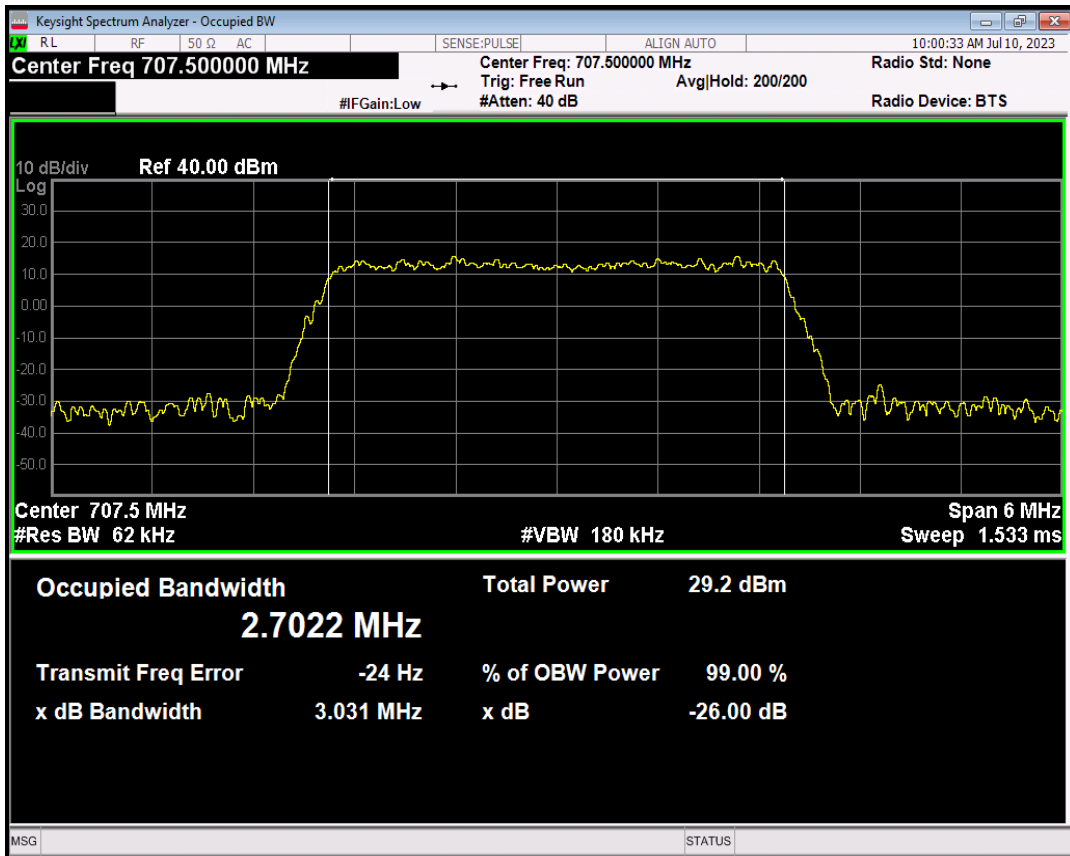 Keysight Spectrum Analyzer - Occupied BW
LXI RL RF 50 Ω AC SENSE:PULSE ALIGN AUTO 10:00:33 AM Jul 10, 2023
Center Freq 707.500000 MHz Center Freq: 707.500000 MHz Radio Std: None
Trig: Free Run Avg|Hold: 200/200
#IFGain:Low #Atten: 40 dB Radio Device: BTS
10 dB/div Ref 40.00 dBm
Log
30.0
20.0
10.0
0.00
-10.0
-20.0
-30.0
-40.0
-50.0
Center 707.5 MHz Span 6 MHz
#Res BW 62 kHz #VBW 180 kHz Sweep 1.533 ms
Occupied Bandwidth Total Power 29.2 dBm
2.7022 MHz
Transmit Freq Error -24 Hz % of OBW Power 99.00 %
x dB Bandwidth 3.031 MHz x dB -26.00 dB
MSG STATUS